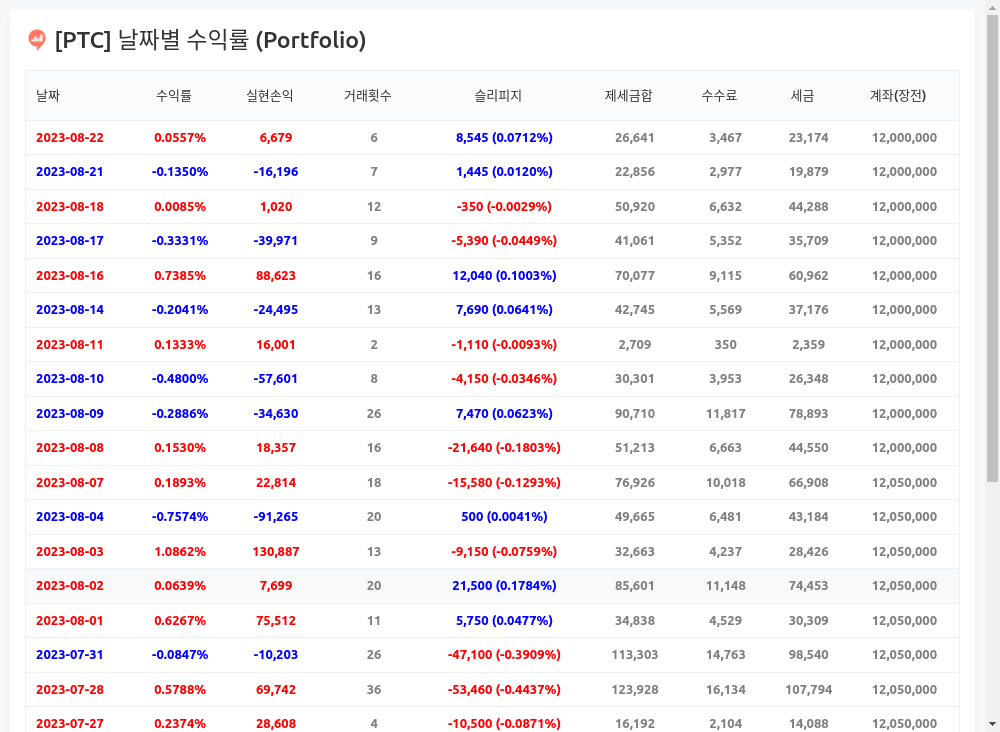 [PTC] 날짜별 수익률 (Portfolio)
날짜 수익률 실현손익 거래횟수 슬리피지 제세금합 수수료 세금 계좌(장전)
2023-08-22 0.0557% 6,679 6 8,545 (0.0712%) 26,641 3,467 23,174 12,000,000
2023-08-21 -0.1350% -16,196 7 1,445 (0.0120%) 22,856 2,977 19,879 12,000,000
2023-08-18 0.0085% 1,020 12 -350 (-0.0029%) 50,920 6,632 44,288 12,000,000
2023-08-17 -0.3331% -39,971 9 -5,390 (-0.0449%) 41,061 5,352 35,709 12,000,000
2023-08-16 0.7385% 88,623 16 12,040 (0.1003%) 70,077 9,115 60,962 12,000,000
2023-08-14 -0.2041% -24,495 13 7,690 (0.0641%) 42,745 5,569 37,176 12,000,000
2023-08-11 0.1333% 16,001 2 -1,110 (-0.0093%) 2,709 350 2,359 12,000,000
2023-08-10 -0.4800% -57,601 8 -4,150 (-0.0346%) 30,301 3,953 26,348 12,000,000
2023-08-09 -0.2886% -34,630 26 7,470 (0.0623%) 90,710 11,817 78,893 12,000,000
2023-08-08 0.1530% 18,357 16 -21,640 (-0.1803%) 51,213 6,663 44,550 12,000,000
2023-08-07 0.1893% 22,814 18 -15,580 (-0.1293%) 76,926 10,018 66,908 12,050,000
2023-08-04 -0.7574% -91,265 20 500 (0.0041%) 49,665 6,481 43,184 12,050,000
2023-08-03 1.0862% 130,887 13 -9,150 (-0.0759%) 32,663 4,237 28,426 12,050,000
2023-08-02 0.0639% 7,699 20 21,500 (0.1784%) 85,601 11,148 74,453 12,050,000
2023-08-01 0.6267% 75,512 11 5,750 (0.0477%) 34,838 4,529 30,309 12,050,000
2023-07-31 -0.0847% -10,203 26 -47,100 (-0.3909%) 113,303 14,763 98,540 12,050,000
2023-07-28 0.5788% 69,742 36 -53,460 (-0.4437%) 123,928 16,134 107,794 12,050,000
2023-07-27 0.2374% 28,608 4 -10,500 (-0.0871%) 16,192 2,104 14,088 12,050,000